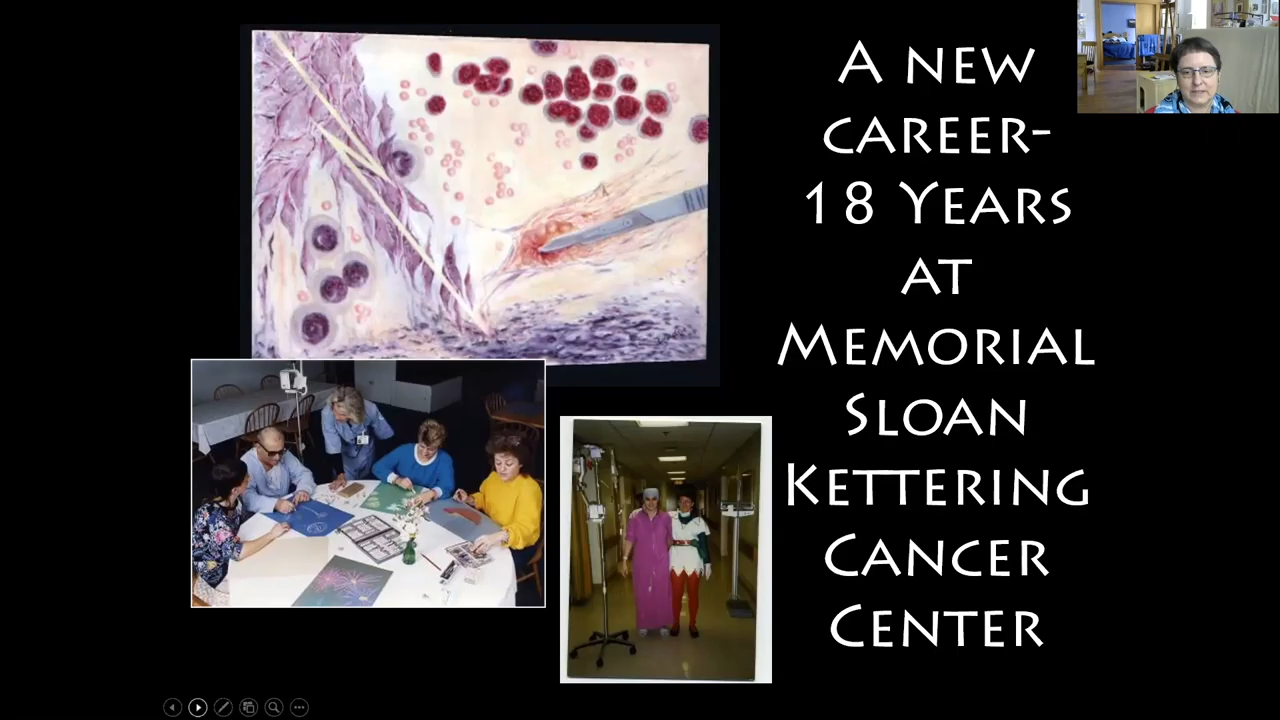 A NEW
CAREER-
18 YEARS
AT
MEMORIAL
SLOAN
KETTERING
CANCER
CENTER